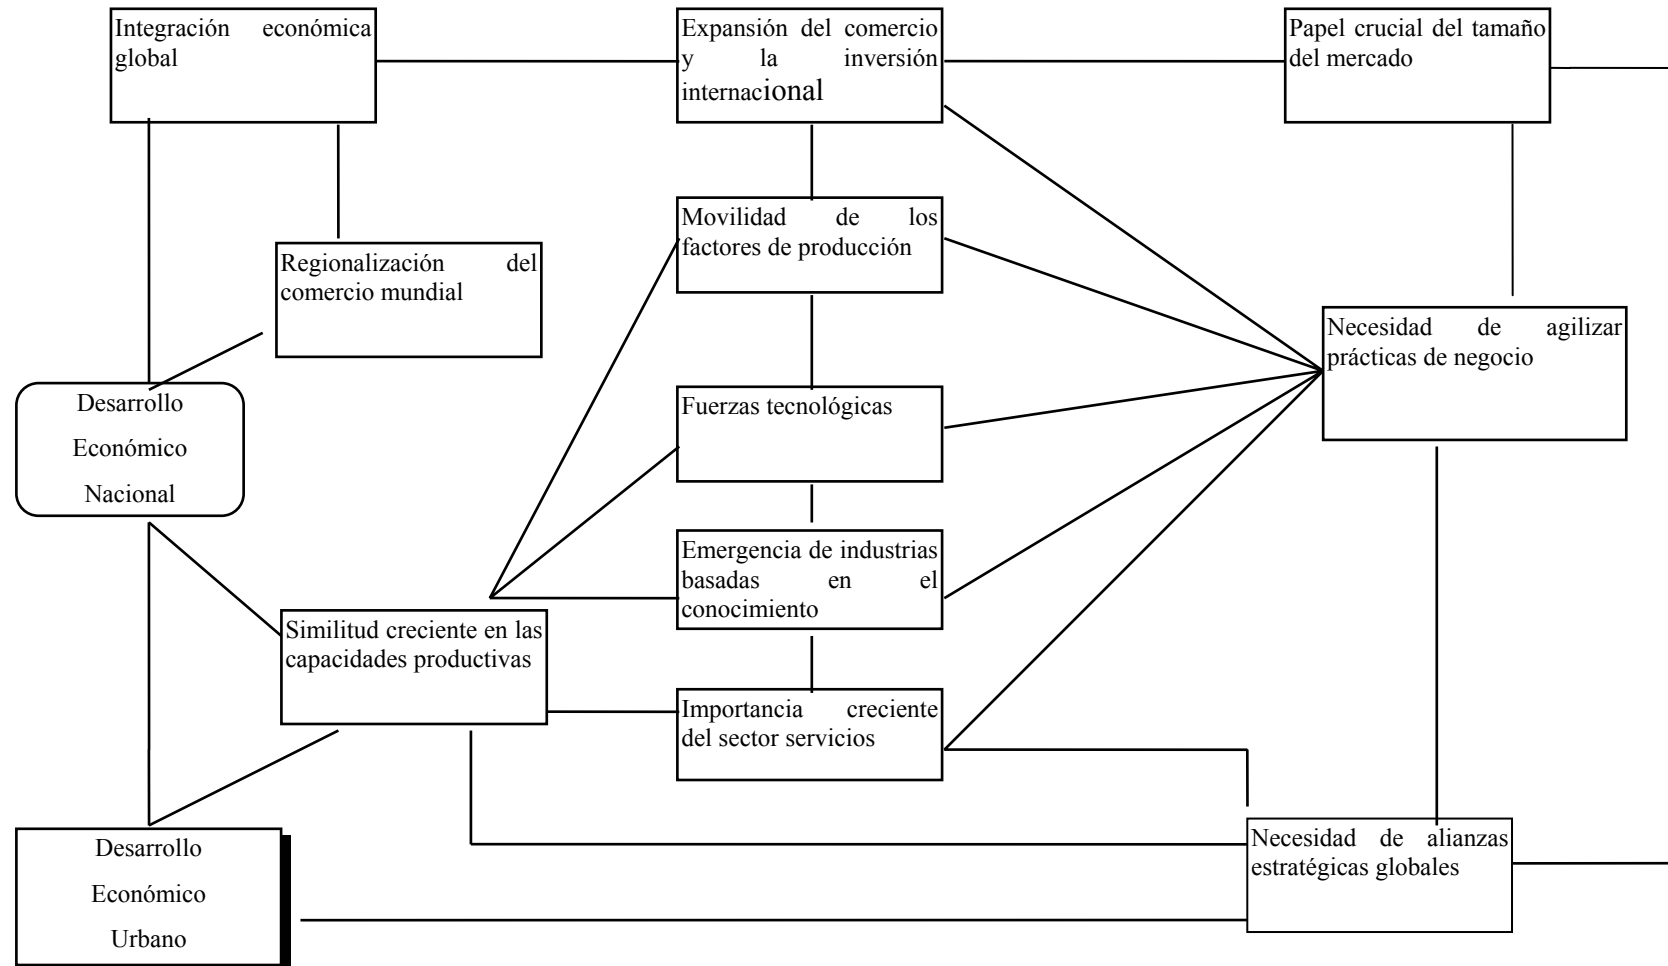 Integración económica
global
Expansión del comercio
y la inversión
internacional
Papel crucial del tamaño
del mercado
Movilidad de los
factores de producción
Regionalización del
comercio mundial
Necesidad de agilizar
prácticas de negocio
Desarrollo
Económico
Nacional
Fuerzas tecnológicas
Emergencia de industrias
basadas en el
conocimiento
Similitud creciente en las
capacidades productivas
Importancia creciente
del sector servicios
Desarrollo
Económico
Urbano
Necesidad de alianzas
estratégicas globales